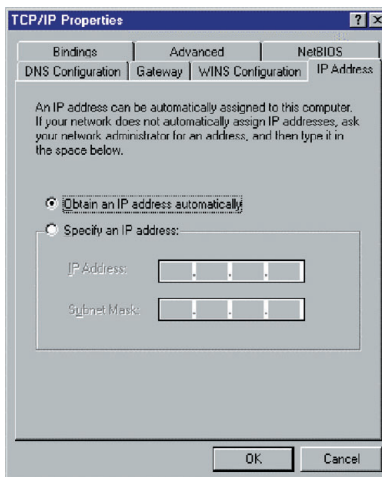 TCP/IP Properties
Bindings Advanced NetBIOS
DNS Configuration Gateway WINS Configuration IP Address
An IP address can be automatically assigned to this computer.
If your network does not automatically assign IP addresses, ask
your network administrator for an address, and then type it in
the space below.
Obtain an IP address automatically
Specify an IP address:
IP Address:
Subnet Mask:
OK Cancel